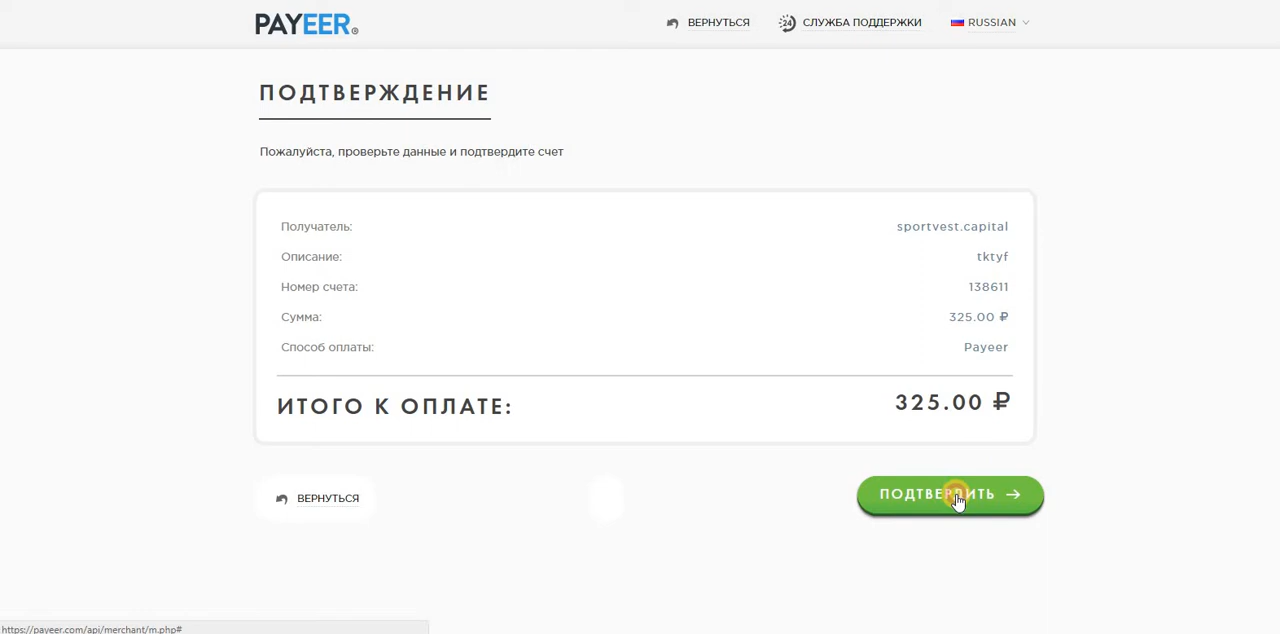 PAYEER®
ВЕРНУТЬСЯ
24 СЛУЖБА ПОДДЕРЖКИ
RUSSIAN
ПОДТВЕРЖДЕНИЕ
Пожалуйста, проверьте данные и подтвердите счет
Получатель: sportvest.capital
Описание: tktyf
Номер счета: 138611
Сумма: 325.00 ₽
Способ оплаты: Payeer
ИТОГО К ОПЛАТЕ: 325.00 ₽
ВЕРНУТЬСЯ
ПОДТВЕРДИТЬ →
https://payeer.com/api/merchant/m.php#